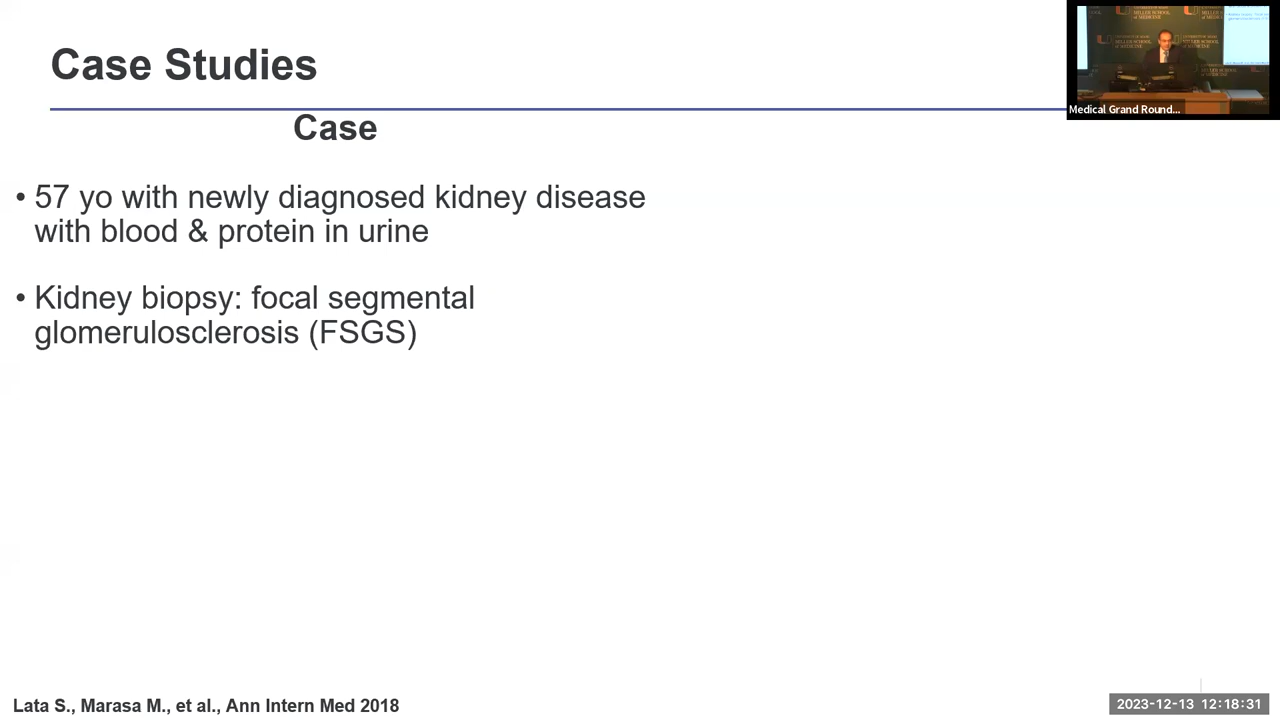 Case Studies
Case
• 57 yo with newly diagnosed kidney disease
with blood & protein in urine
• Kidney biopsy: focal segmental
glomerulosclerosis (FSGS)
Medical Grand Round...
Lata S., Marasa M., et al., Ann Intern Med 2018
2023-12-13 12:18:31